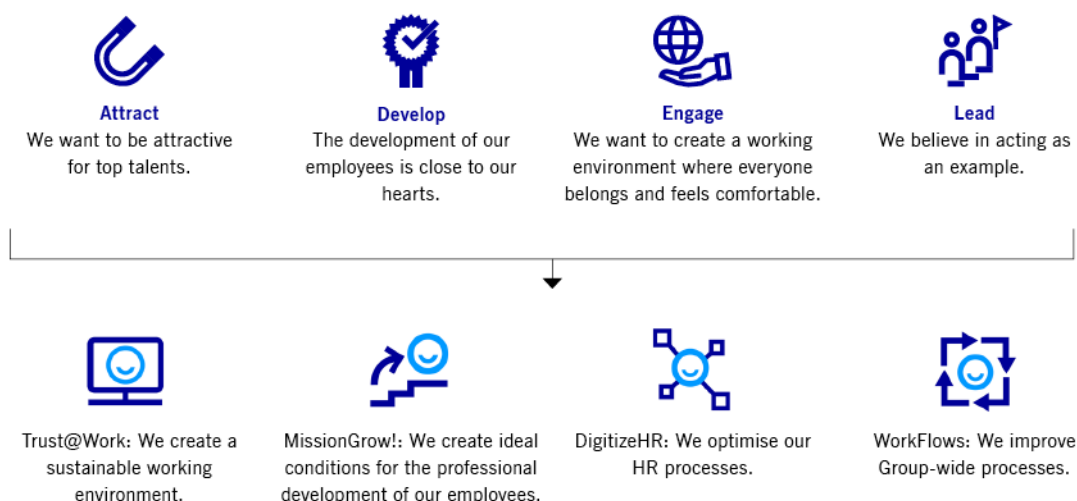 Attract
We want to be attractive
for top talents.
Develop
The development of our
employees is close to our
hearts.
Engage
We want to create a working
environment where everyone
belongs and feels comfortable.
Lead
We believe in acting as
an example.
Trust@Work: We create a
sustainable working
environment.
MissionGrow!: We create ideal
conditions for the professional
development of our employees.
DigitizeHR: We optimise our
HR processes.
WorkFlows: We improve
Group-wide processes.